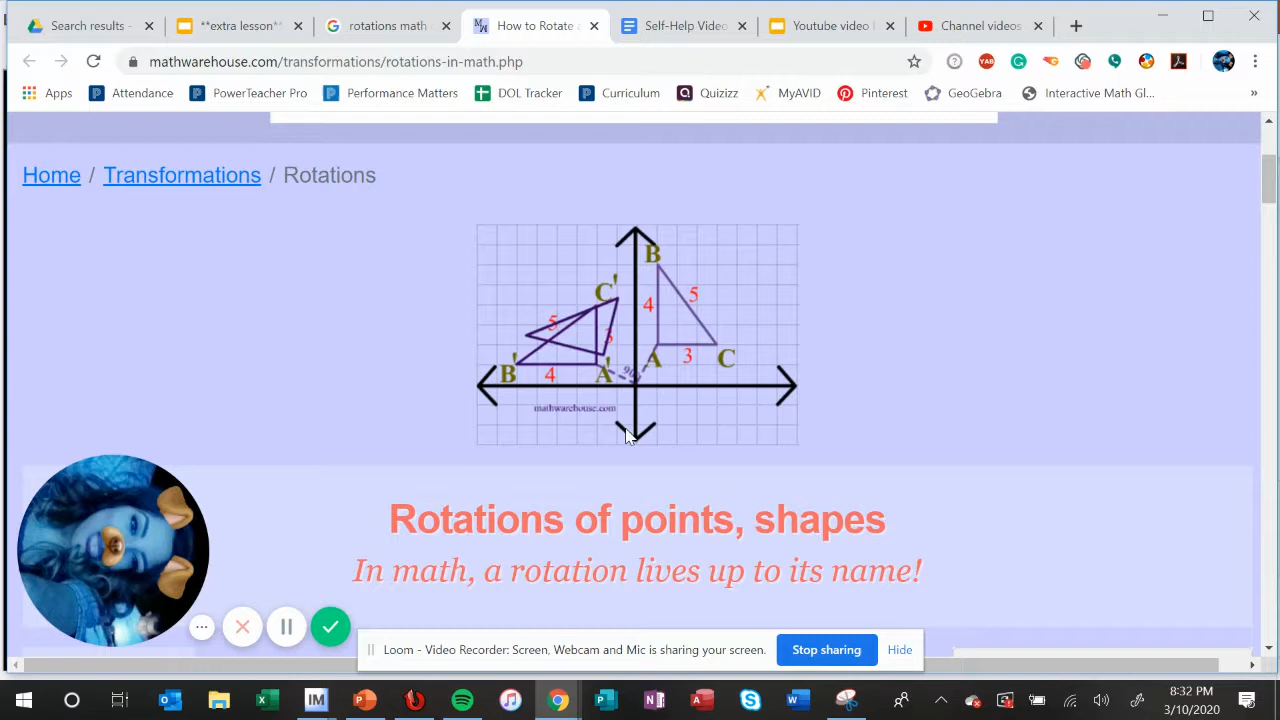 Search results - **extra lesson** rotations math How to Rotate Self-Help Video Youtube video Channel videos
mathwarehouse.com/transformations/rotations-in-math.php
Apps Attendance PowerTeacher Pro Performance Matters DOL Tracker Curriculum Quizizz MyAVID Pinterest GeoGebra Interactive Math Gl...
Home / Transformations / Rotations
B
C'
4 5
5 3
A' A 3 C
B' 4
90
mathwarehouse.com
Rotations of points, shapes
In math, a rotation lives up to its name!
Loom - Video Recorder: Screen, Webcam and Mic is sharing your screen. Stop sharing Hide
8:32 PM
3/10/2020